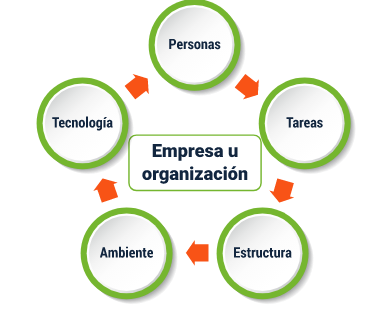 Personas
Tecnología
Tareas
Empresa u
organización
Ambiente
Estructura